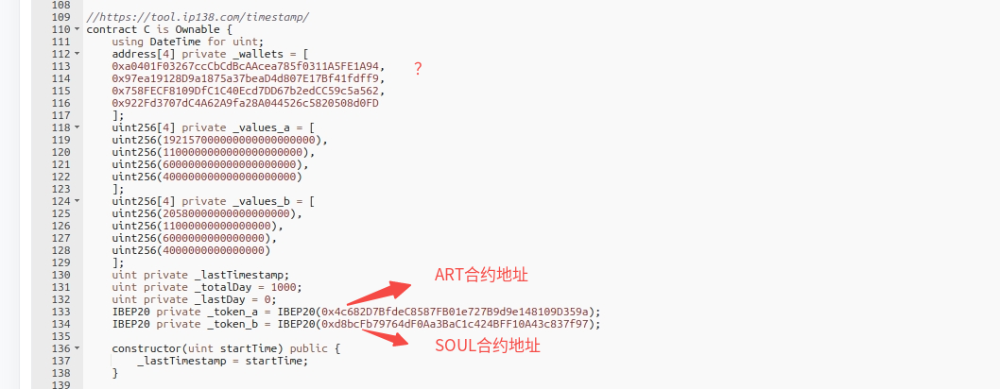 108
109 //https://tool.ip138.com/timestamp/
110 contract C is Ownable {
111 using DateTime for uint;
112 address[4] private _wallets = [
113 0xa0401F03267ccCbCdBcAAcea785f0311A5FE1A94, ?
114 0x97ea19128D9a1875a37beaD4d807E17Bf41fdff9,
115 0x758FECF8109DfC1C40Ecd7DD67b2edCC59c5a562,
116 0x922Fd3707dC4A62A9fa28A044526c5820508d0FD
117 ];
118 uint256[4] private _values_a = [
119 uint256(192157000000000000000000),
120 uint256(1100000000000000000000),
121 uint256(600000000000000000000),
122 uint256(400000000000000000000)
123 ];
124 uint256[4] private _values_b = [
125 uint256(20580000000000000000),
126 uint256(11000000000000000),
127 uint256(6000000000000000),
128 uint256(4000000000000000)
129 ];
130 uint private _lastTimestamp;
131 uint private _totalDay = 1000;
132 uint private _lastDay = 0;
ART合约地址
133 IBEP20 private _token_a = IBEP20(0x4c682D7BfdeC8587FB01e727B9d9e148109D359a);
134 IBEP20 private _token_b = IBEP20(0xd8bcFb79764dF0Aa3BaC1c424BFF10A43c837f97);
135
SOUL合约地址
136 constructor(uint startTime) public {
137 _lastTimestamp = startTime;
138 }
139